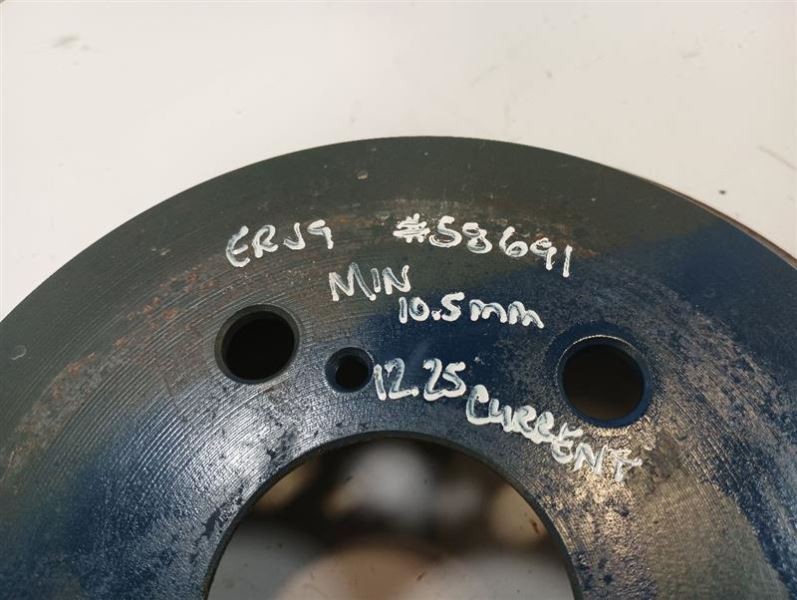 ERJ9 #58691
MIN
10.5mm
12.25
CURRENT